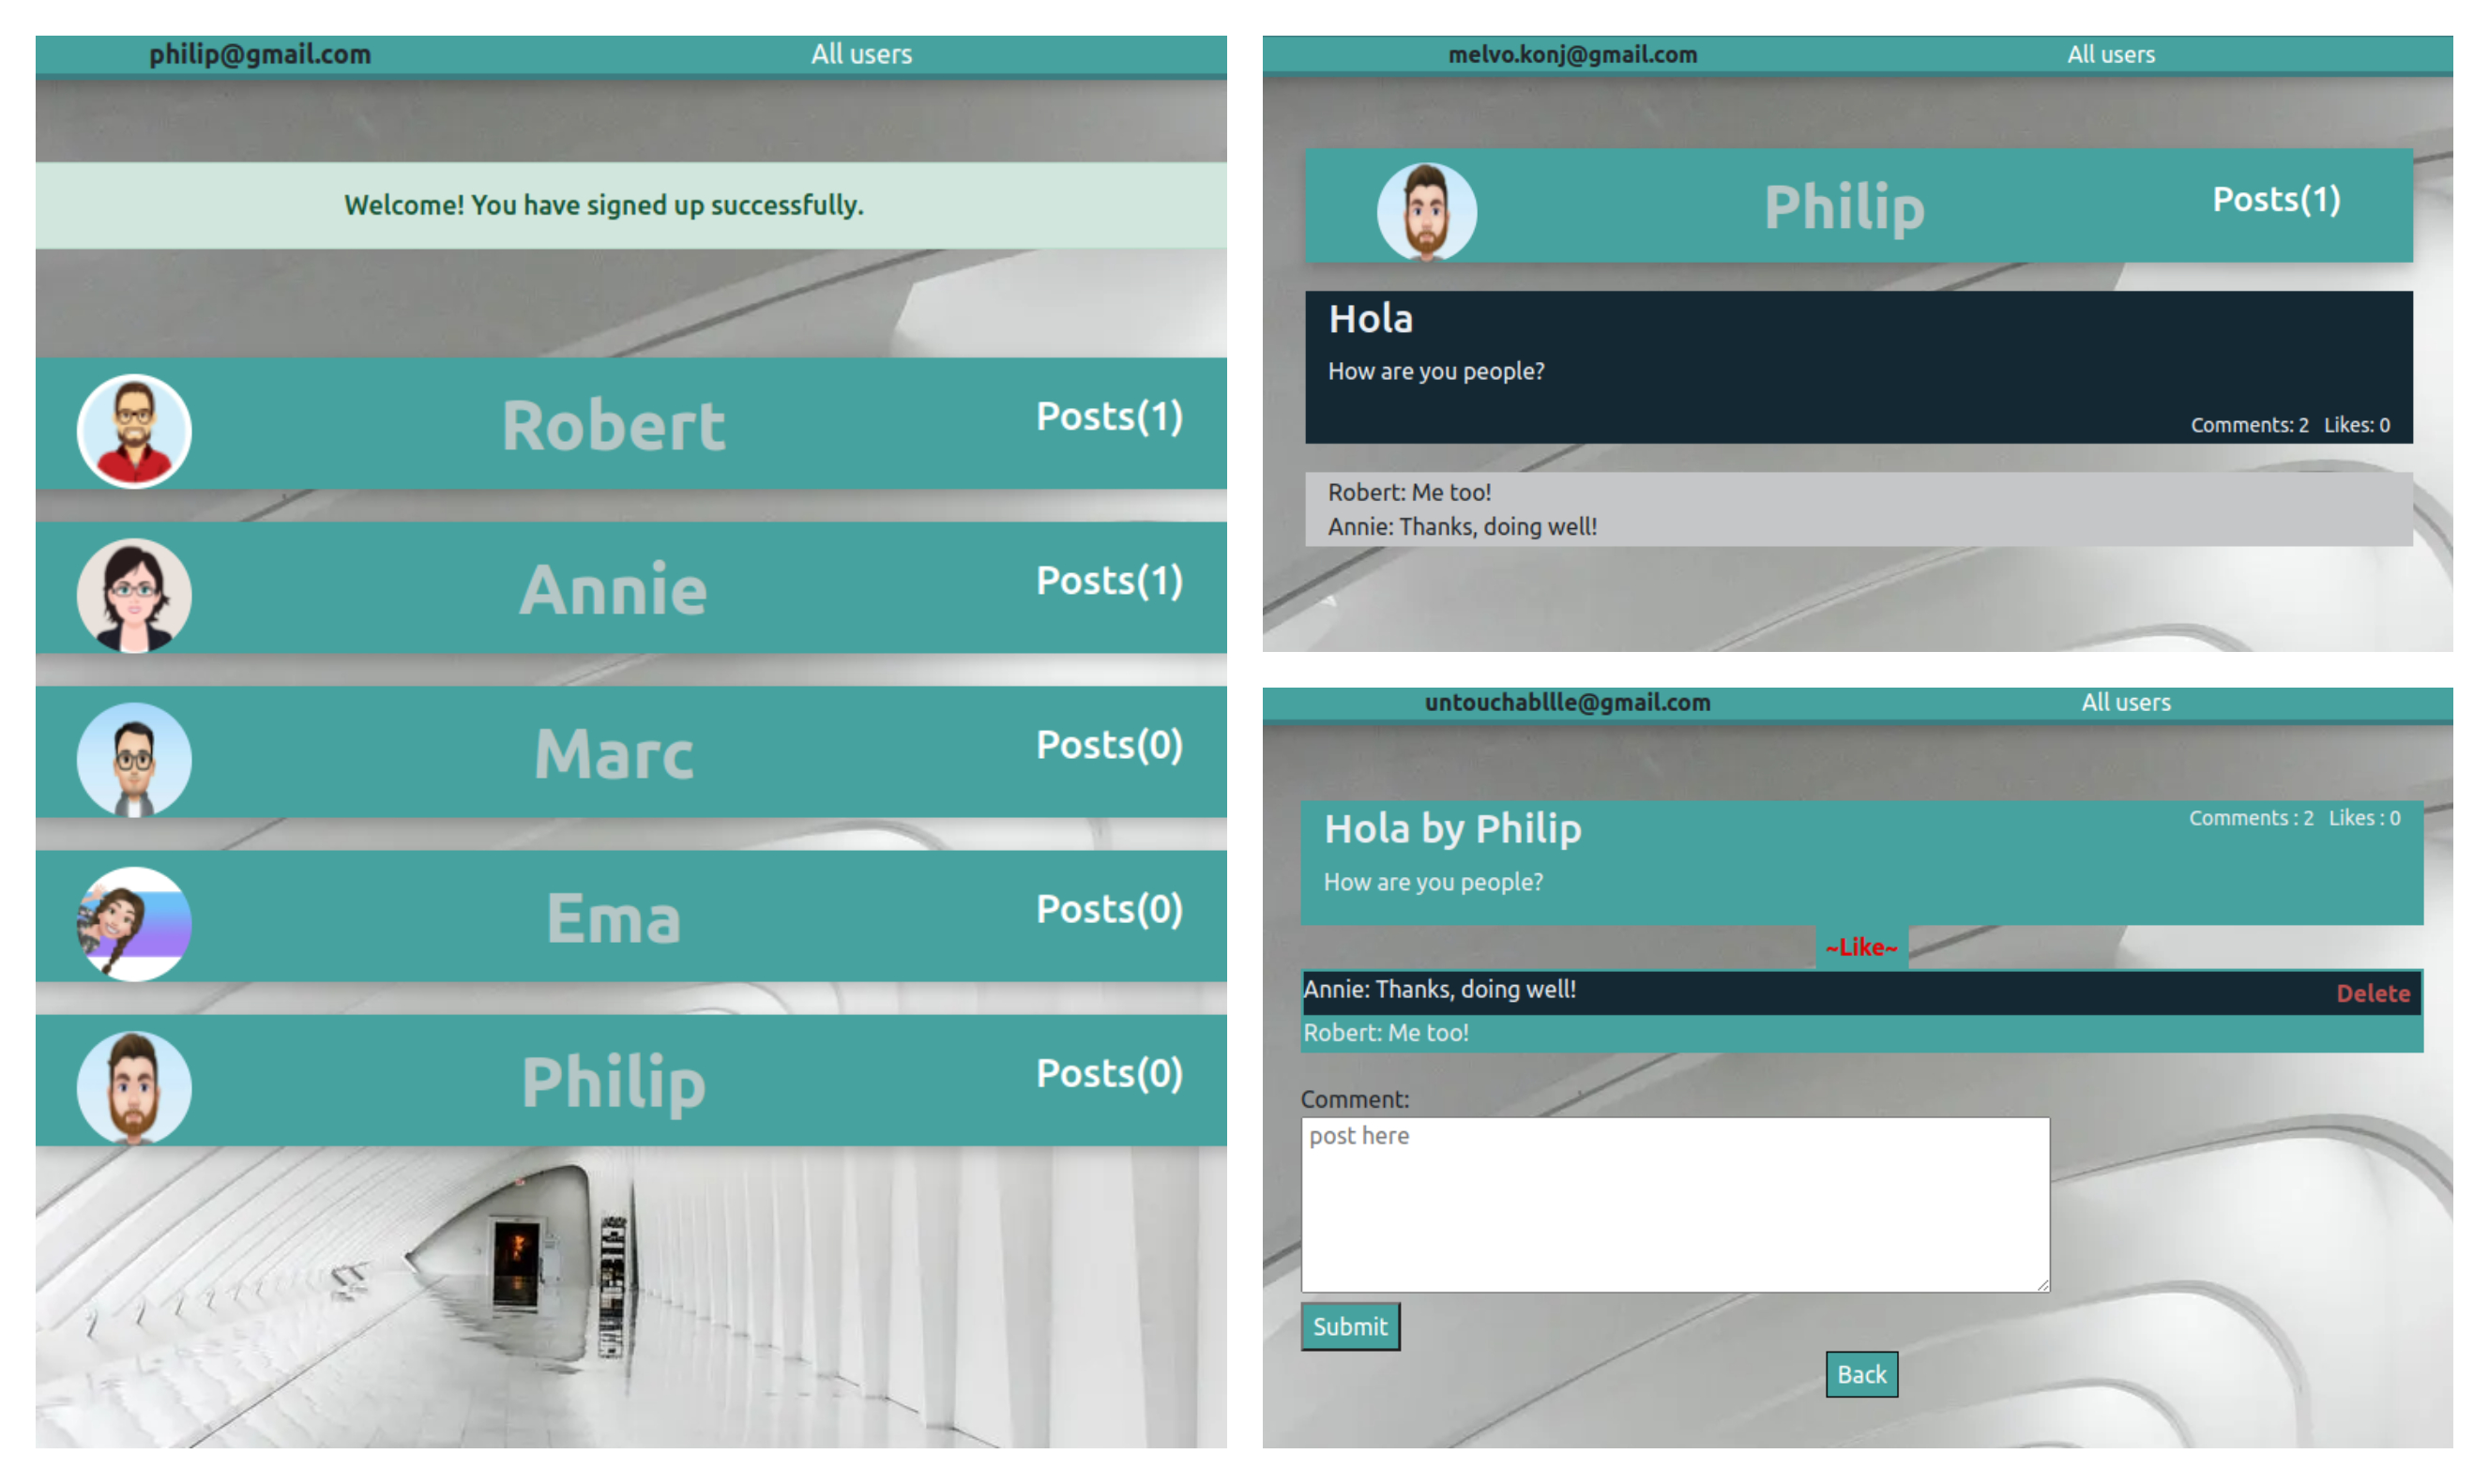 philip@gmail.com All users
Welcome! You have signed up successfully.
Robert Posts(1)
Annie Posts(1)
Marc Posts(0)
Ema Posts(0)
Philip Posts(0)
melvo.konj@gmail.com All users
Philip Posts(1)
Hola
How are you people?
Comments: 2 Likes: 0
Robert: Me too!
Annie: Thanks, doing well!
untouchabllle@gmail.com All users
Hola by Philip Comments : 2 Likes : 0
How are you people?
~Like~
Annie: Thanks, doing well! Delete
Robert: Me too!
Comment:
post here
Submit
Back